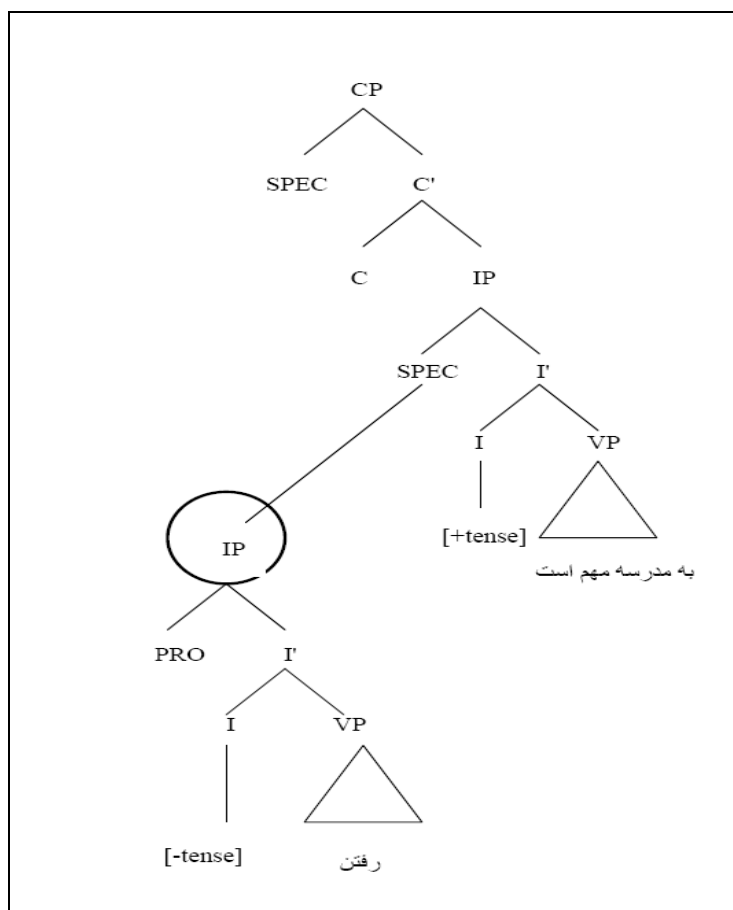 CP
SPEC C'
C IP
SPEC I'
I VP
IP [+tense] به مدرسه مهم است
PRO I'
I VP
[-tense] رفتن